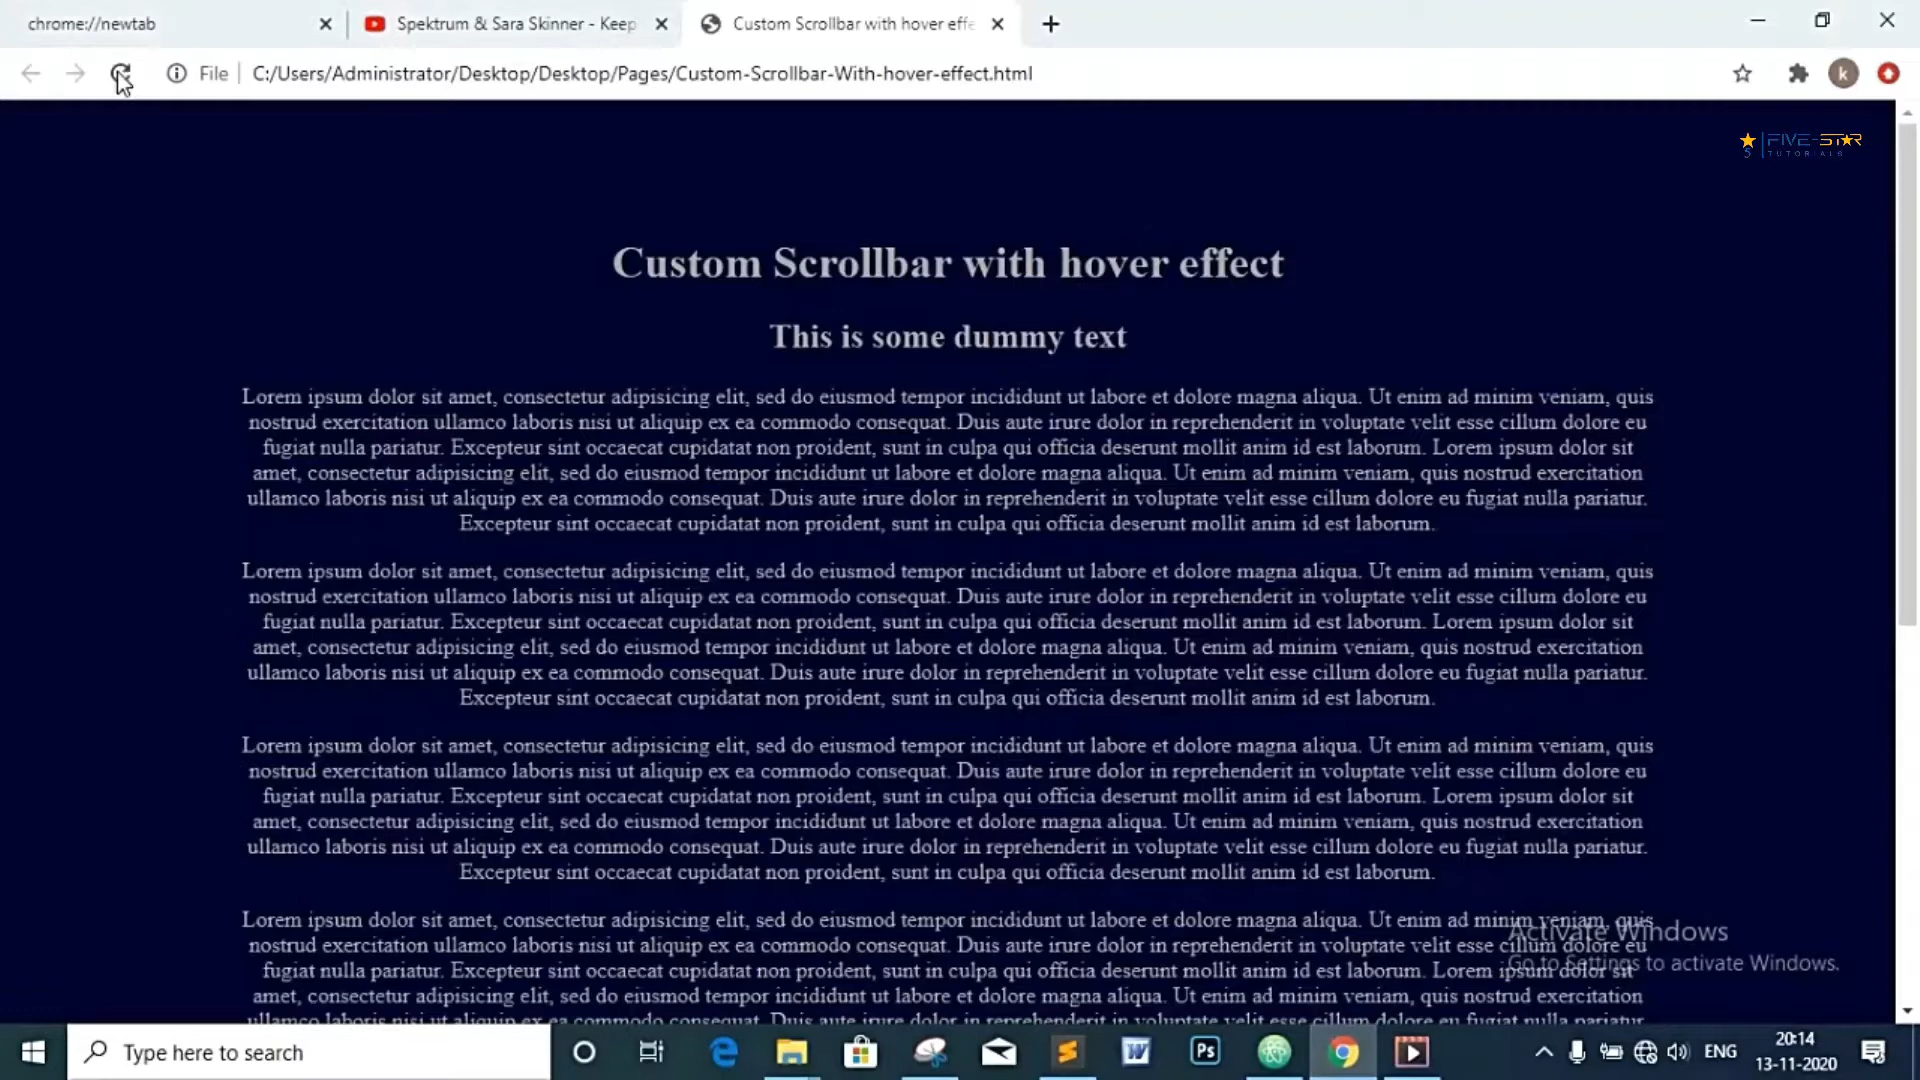 chrome://newtab
Spektrum & Sara Skinner - Keep
Custom Scrollbar with hover effe
File
C:/Users/Administrator/Desktop/Desktop/Pages/Custom-Scrollbar-With-hover-effect.html
k
5 FIVE-STAR
TUTORIALS
Custom Scrollbar with hover effect
This is some dummy text
Lorem ipsum dolor sit amet, consectetur adipisicing elit, sed do eiusmod tempor incididunt ut labore et dolore magna aliqua. Ut enim ad minim veniam, quis
nostrud exercitation ullamco laboris nisi ut aliquip ex ea commodo consequat. Duis aute irure dolor in reprehenderit in voluptate velit esse cillum dolore eu
fugiat nulla pariatur. Excepteur sint occaecat cupidatat non proident, sunt in culpa qui officia deserunt mollit anim id est laborum. Lorem ipsum dolor sit
amet, consectetur adipisicing elit, sed do eiusmod tempor incididunt ut labore et dolore magna aliqua. Ut enim ad minim veniam, quis nostrud exercitation
ullamco laboris nisi ut aliquip ex ea commodo consequat. Duis aute irure dolor in reprehenderit in voluptate velit esse cillum dolore eu fugiat nulla pariatur.
Excepteur sint occaecat cupidatat non proident, sunt in culpa qui officia deserunt mollit anim id est laborum.
Lorem ipsum dolor sit amet, consectetur adipisicing elit, sed do eiusmod tempor incididunt ut labore et dolore magna aliqua. Ut enim ad minim veniam, quis
nostrud exercitation ullamco laboris nisi ut aliquip ex ea commodo consequat. Duis aute irure dolor in reprehenderit in voluptate velit esse cillum dolore eu
fugiat nulla pariatur. Excepteur sint occaecat cupidatat non proident, sunt in culpa qui officia deserunt mollit anim id est laborum. Lorem ipsum dolor sit
amet, consectetur adipisicing elit, sed do eiusmod tempor incididunt ut labore et dolore magna aliqua. Ut enim ad minim veniam, quis nostrud exercitation
ullamco laboris nisi ut aliquip ex ea commodo consequat. Duis aute irure dolor in reprehenderit in voluptate velit esse cillum dolore eu fugiat nulla pariatur.
Excepteur sint occaecat cupidatat non proident, sunt in culpa qui officia deserunt mollit anim id est laborum.
Lorem ipsum dolor sit amet, consectetur adipisicing elit, sed do eiusmod tempor incididunt ut labore et dolore magna aliqua. Ut enim ad minim veniam, quis
nostrud exercitation ullamco laboris nisi ut aliquip ex ea commodo consequat. Duis aute irure dolor in reprehenderit in voluptate velit esse cillum dolore eu
fugiat nulla pariatur. Excepteur sint occaecat cupidatat non proident, sunt in culpa qui officia deserunt mollit anim id est laborum. Lorem ipsum dolor sit
amet, consectetur adipisicing elit, sed do eiusmod tempor incididunt ut labore et dolore magna aliqua. Ut enim ad minim veniam, quis nostrud exercitation
ullamco laboris nisi ut aliquip ex ea commodo consequat. Duis aute irure dolor in reprehenderit in voluptate velit esse cillum dolore eu fugiat nulla pariatur.
Excepteur sint occaecat cupidatat non proident, sunt in culpa qui officia deserunt mollit anim id est laborum.
Lorem ipsum dolor sit amet, consectetur adipisicing elit, sed do eiusmod tempor incididunt ut labore et dolore magna aliqua. Ut enim ad minim veniam, quis
nostrud exercitation ullamco laboris nisi ut aliquip ex ea commodo consequat. Duis aute irure dolor in reprehenderit in voluptate velit esse cillum dolore eu
fugiat nulla pariatur. Excepteur sint occaecat cupidatat non proident, sunt in culpa qui officia deserunt mollit anim id est laborum. Lorem ipsum dolor sit
amet, consectetur adipisicing elit, sed do eiusmod tempor incididunt ut labore et dolore magna aliqua. Ut enim ad minim veniam, quis nostrud exercitation
ullamco laboris nisi ut aliquip ex ea commodo consequat. Duis aute irure dolor in reprehenderit in voluptate velit esse cillum dolore eu fugiat nulla pariatur.
Activate Windows
Go to Settings to activate Windows.
Type here to search
W
Ps
ENG
20:14
13-11-2020